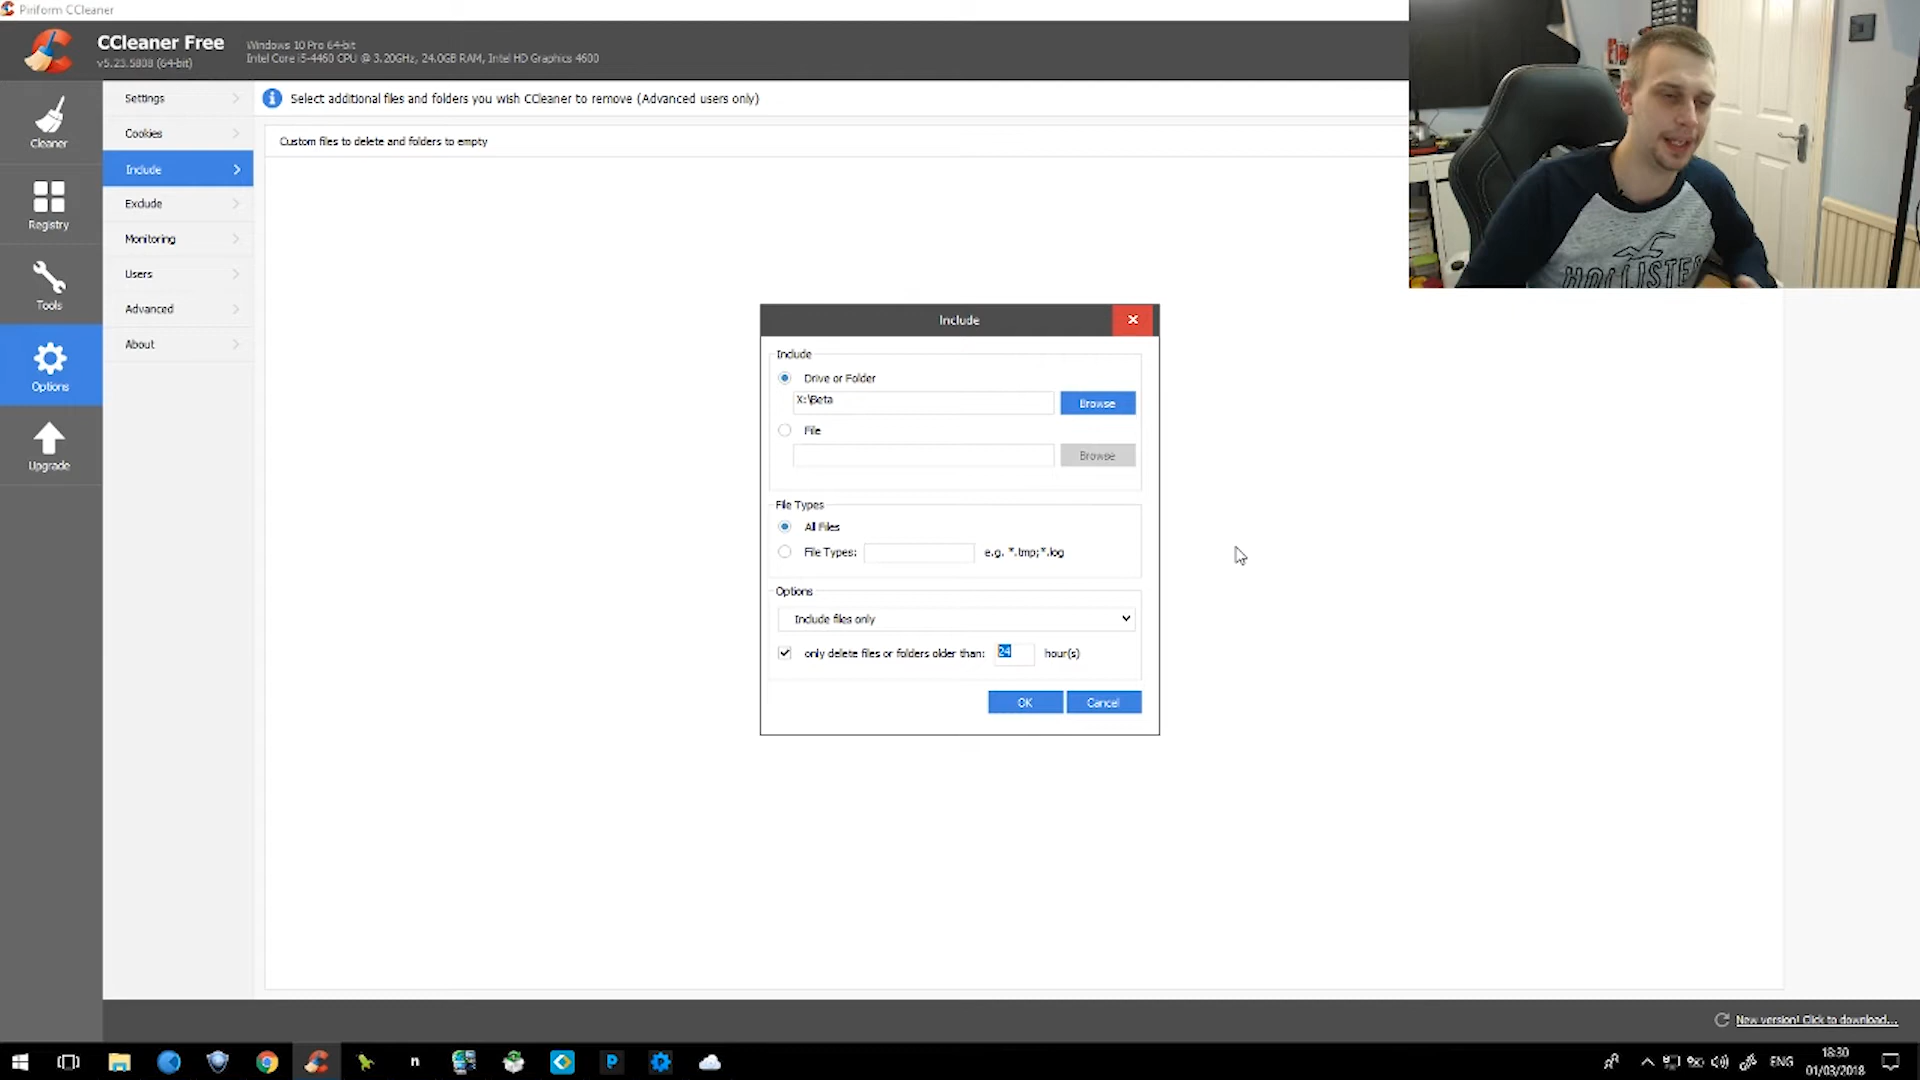 Piriform CCleaner
CCleaner Free
v5.23.5808 (64-bit)
Windows 10 Pro 64-bit
Intel Core i5-4460 CPU @ 3.20GHz, 24.0GB RAM, Intel HD Graphics 4600
Cleaner
Registry
Tools
Options
Upgrade
Settings
Cookies
Include
Exclude
Monitoring
Users
Advanced
About
Select additional files and folders you wish CCleaner to remove (Advanced users only)
Custom files to delete and folders to empty
HOLLISTER
Include
Include
Drive or Folder
X:\Beta
Browse
File
Browse
File Types
All Files
File Types:
e.g. *.tmp;*.log
Options
Include files only
only delete files or folders older than: 24 hour(s)
OK
Cancel
New version! Click to download...
ENG
18:30
01/03/2018